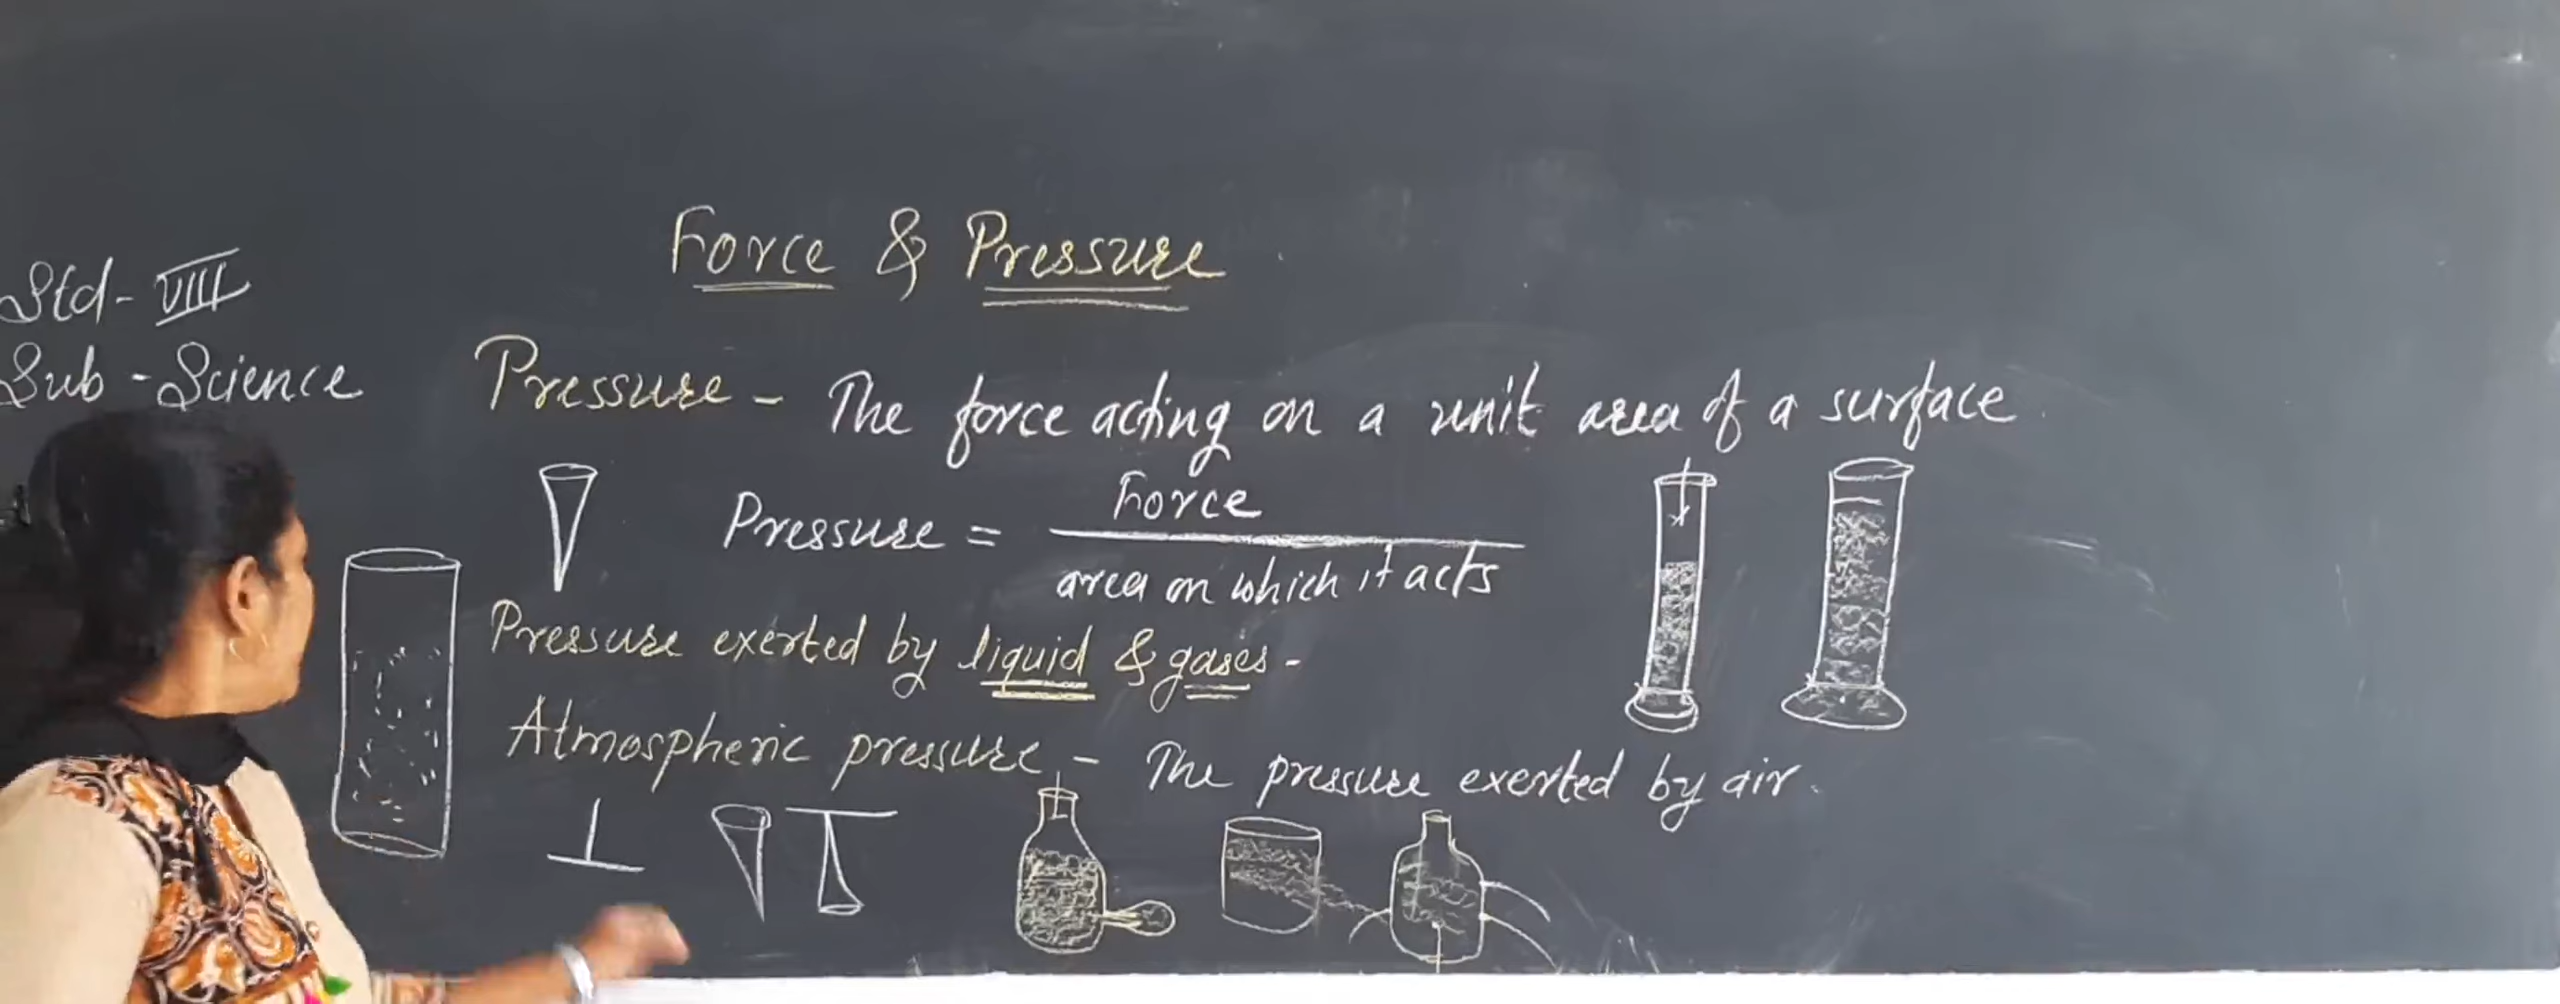 Force & Pressure
Std - VIII
Sub - Science
Pressure - The force acting on a unit area of a surface
Pressure = Force
area on which it acts
Pressure exerted by liquid & gases -
Atmospheric pressure - The pressure exerted by air.